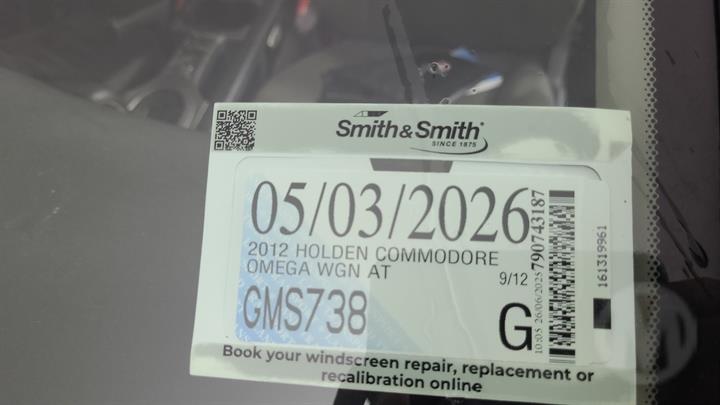 Smith&Smith®
SINCE 1875
05/03/2026
2012 HOLDEN COMMODORE
OMEGA WGN AT
9/12
GMS738
G
10:05 26/06/2025
790743187
161319961
Book your windscreen repair, replacement or
recalibration online